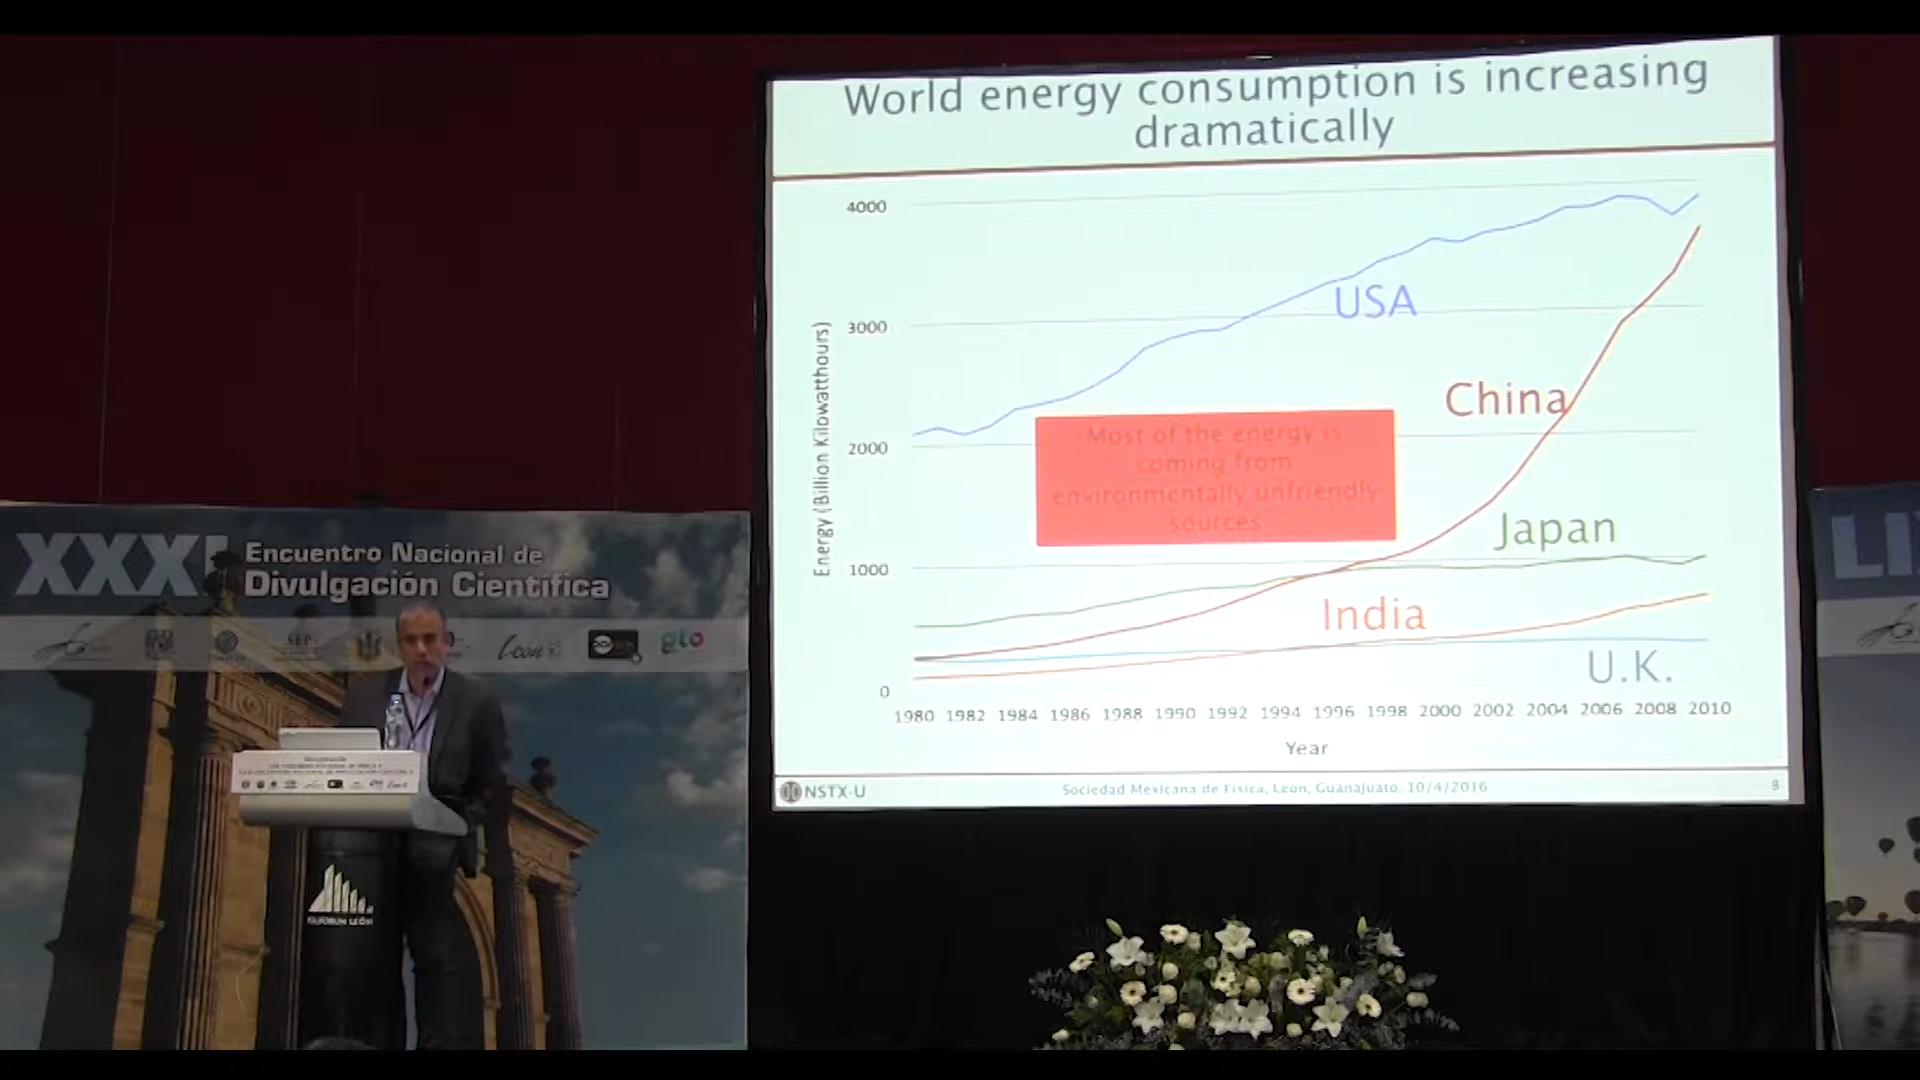 World energy consumption is increasing
dramatically
4000
3000
2000
1000
0
Energy (Billion Kilowatthours)
USA
China
Most of the energy is
coming from
environmentally unfriendly
sources
Japan
India
U.K.
1980 1982 1984 1986 1988 1990 1992 1994 1996 1998 2000 2002 2004 2006 2008 2010
Year
NSTX-U
Sociedad Mexicana de Fisica, Leon, Guanajuato, 10/4/2016
8
XXXI
Encuentro Nacional de
Divulgación Científica
SEP
León
gto
LI